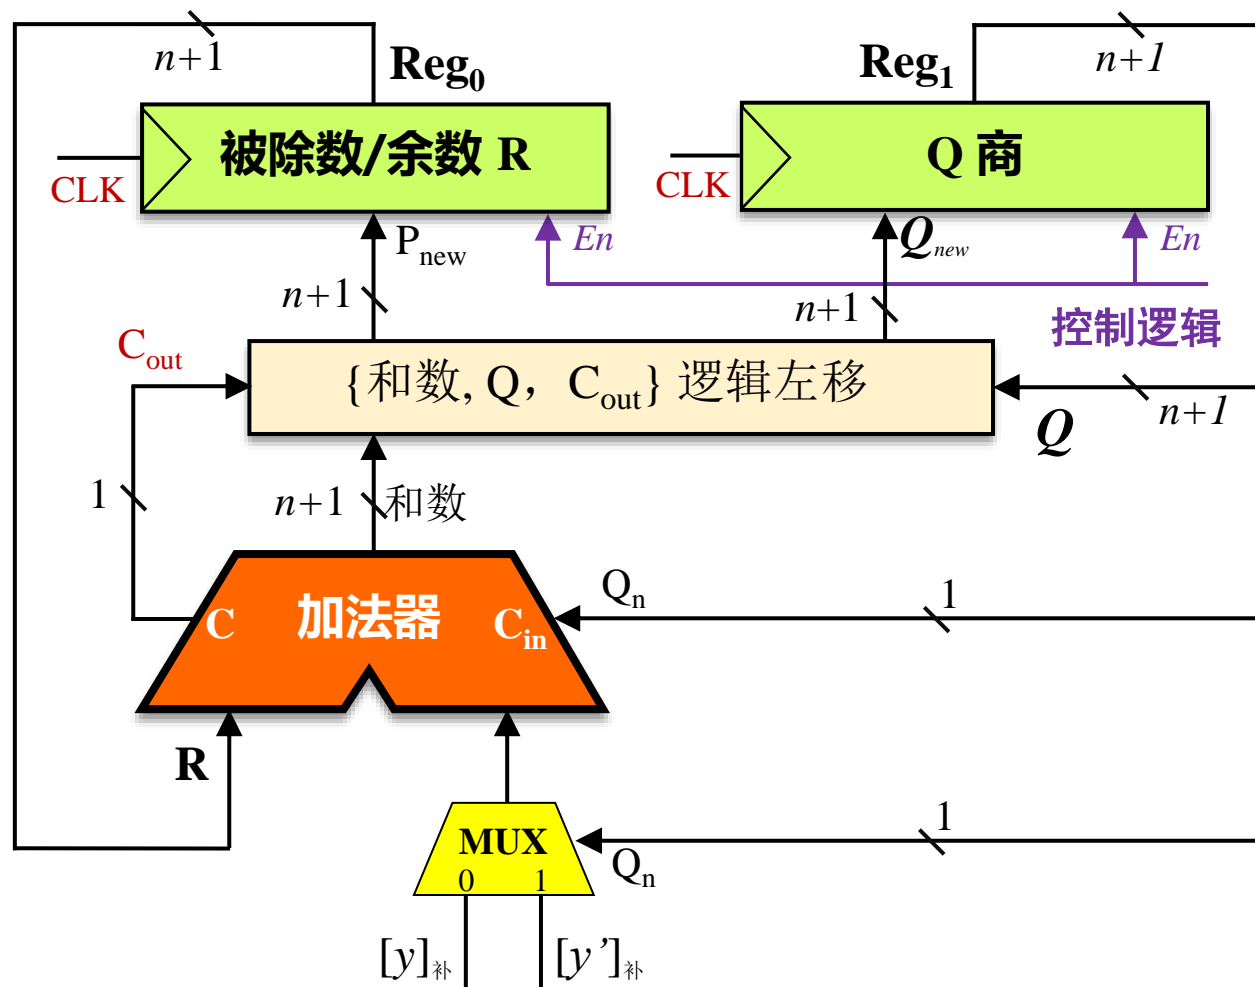 n+1
Reg0
Reg1
n+1
被除数/余数 R
Q 商
CLK
CLK
Pnew
En
Qnew
En
n+1
n+1
控制逻辑
Cout
{和数, Q，Cout} 逻辑左移
n+1
Q
1
n+1
和数
Qn
1
C
加法器
Cin
R
1
MUX
0 1
Qn
[y]补
[y’]补